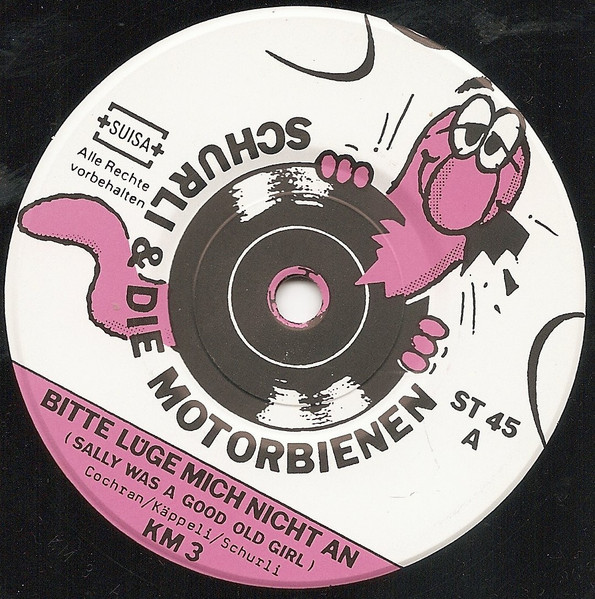 SCHURLI & DIE MOTORBIENEN
+SUISA+
Alle Rechte
vorbehalten
ST 45
A
BITTE LÜGE MICH NICHT AN
(SALLY WAS A GOOD OLD GIRL)
Cochran/Käppeli/Schurli
KM 3